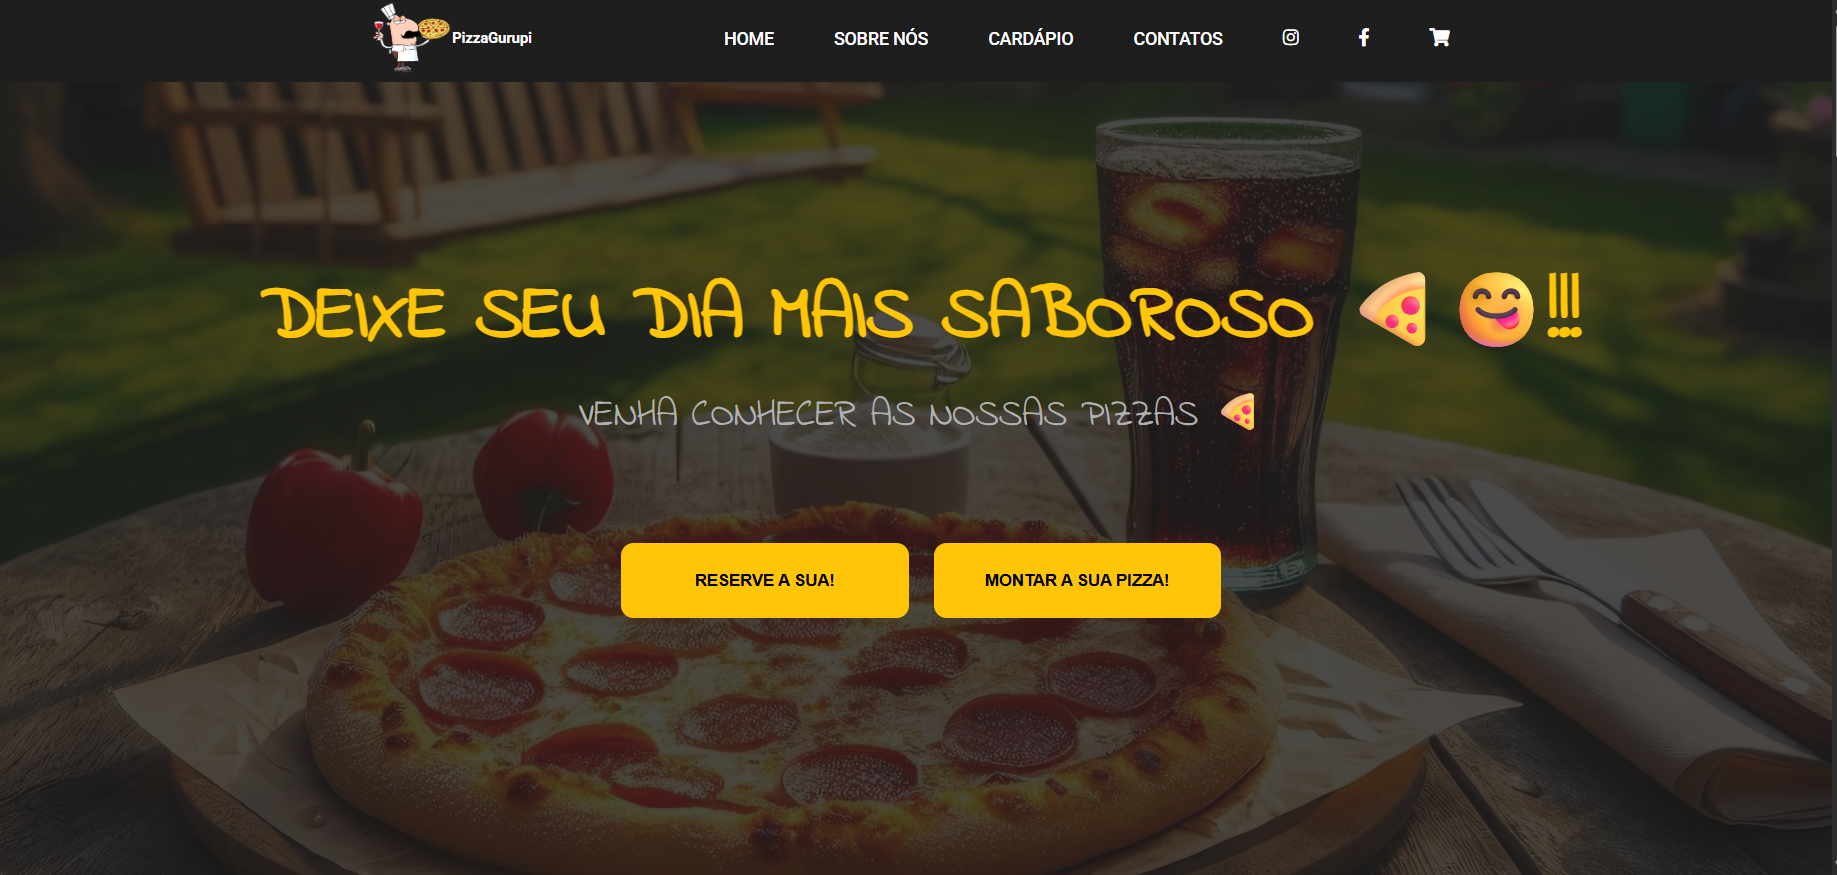 PizzaGurupi
HOME
SOBRE NÓS
CARDÁPIO
CONTATOS
DEIXE SEU DIA MAIS SABOROSO 🍕 😋!!!
VENHA CONHECER AS NOSSAS PIZZAS 🍕
RESERVE A SUA!
MONTAR A SUA PIZZA!